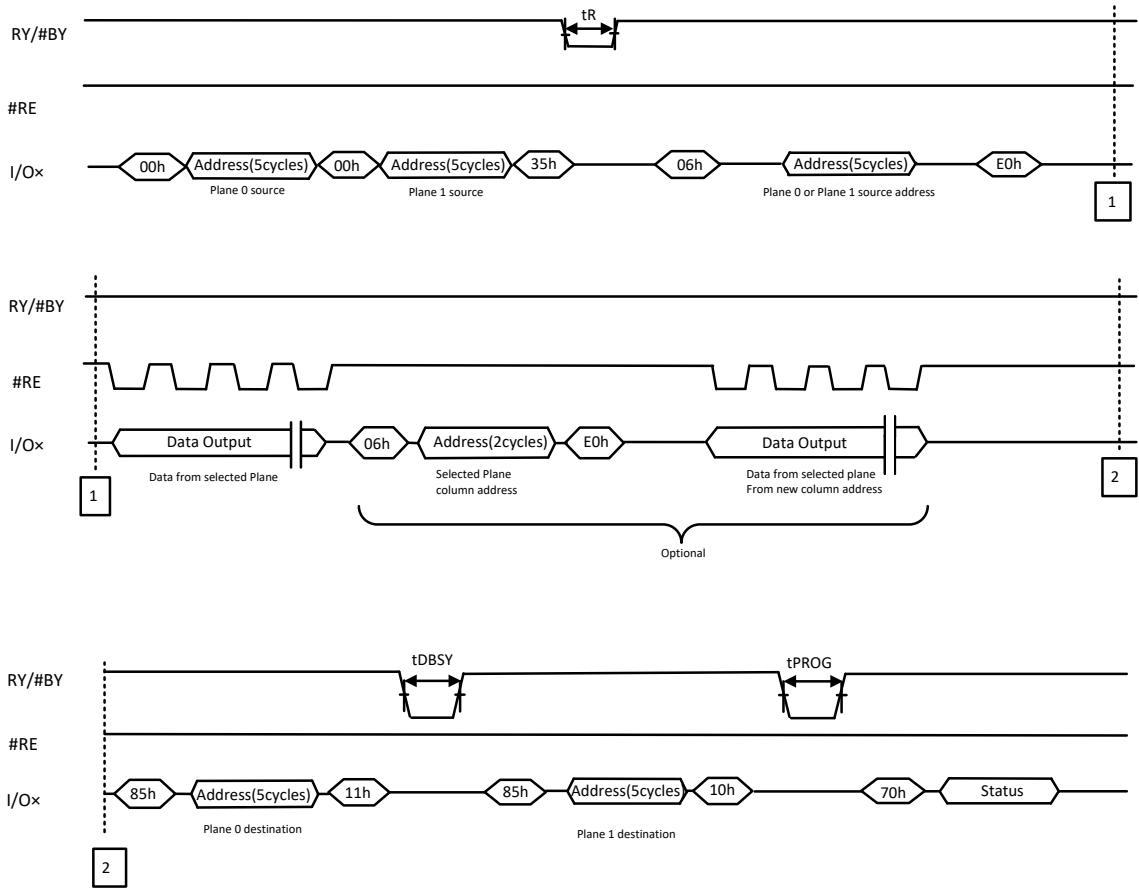 tR
RY/#BY
#RE
I/O×
00h Address(5cycles) 00h Address(5cycles) 35h 06h Address(5cycles) E0h
Plane 0 source Plane 1 source Plane 0 or Plane 1 source address
1
RY/#BY
#RE
I/O×
Data Output 06h Address(2cycles) E0h Data Output
Data from selected Plane
Selected Plane
column address
Data from selected plane
From new column address
1
2
Optional
tDBSY tPROG
RY/#BY
#RE
I/O×
85h Address(5cycles) 11h 85h Address(5cycles 10h 70h Status
Plane 0 destination Plane 1 destination
2